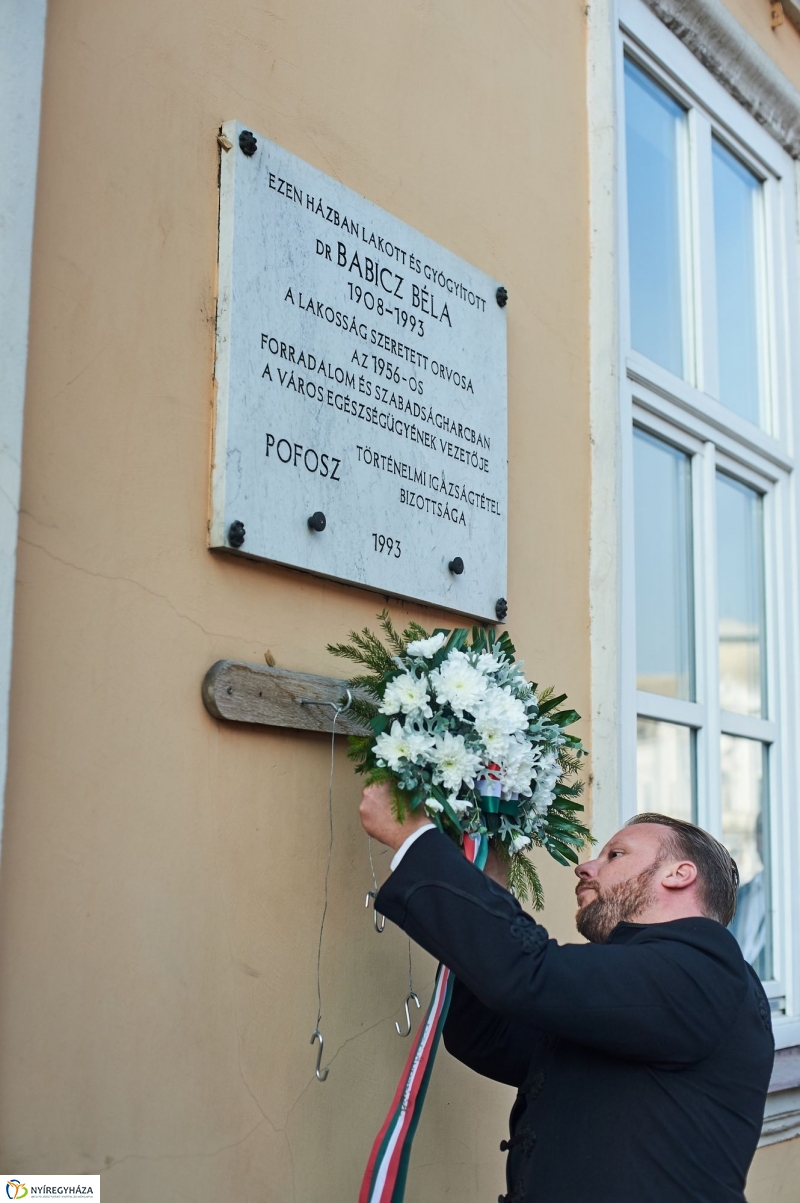 EZEN HÁZBAN LAKOTT ÉS GYÓGYÍTOTT
DR BABICZ BÉLA
1908-1993
A LAKOSSÁG SZERETETT ORVOSA
AZ 1956-OS
FORRADALOM ÉS SZABADSÁGHARCBAN
A VÁROS EGÉSZSÉGÜGYÉNEK VEZETŐJE
POFOSZ
TÖRTÉNELMI IGAZSÁGTÉTEL
BIZOTTSÁGA
1993
NYÍREGYHÁZA